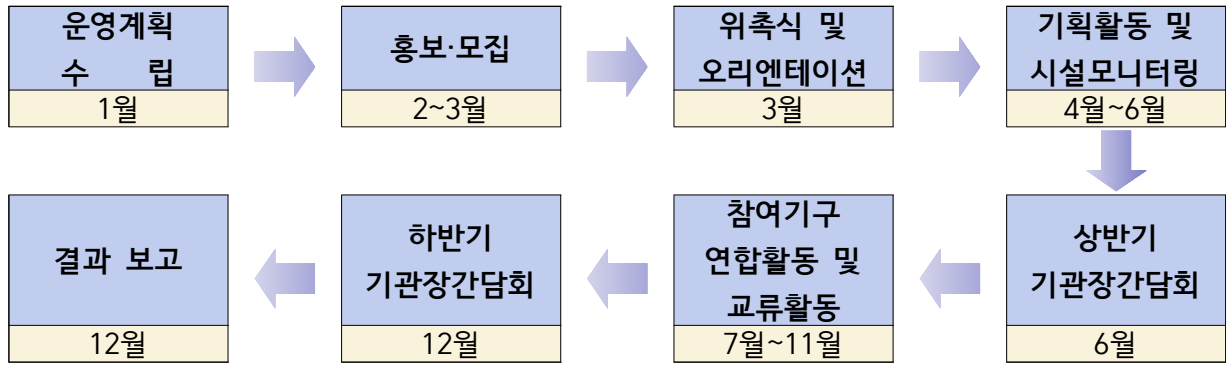 운영계획
수 립
1월
홍보·모집
2~3월
위촉식 및
오리엔테이션
3월
기획활동 및
시설모니터링
4월~6월
상반기
기관장간담회
6월
참여기구
연합활동 및
교류활동
7월~11월
하반기
기관장간담회
12월
결과 보고
12월